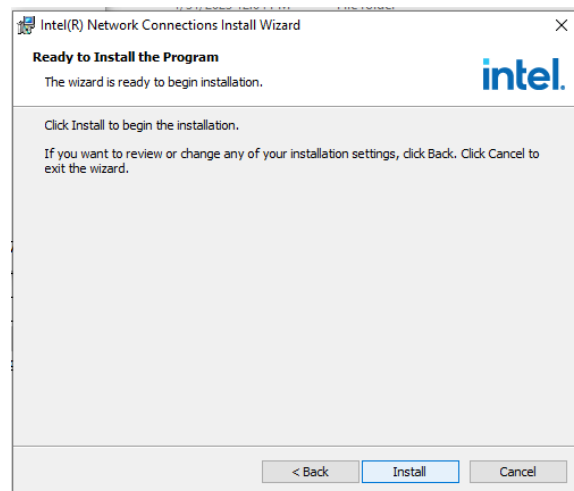 Intel(R) Network Connections Install Wizard
Ready to Install the Program
The wizard is ready to begin installation.
intel.
Click Install to begin the installation.
If you want to review or change any of your installation settings, click Back. Click Cancel to
exit the wizard.
< Back
Install
Cancel